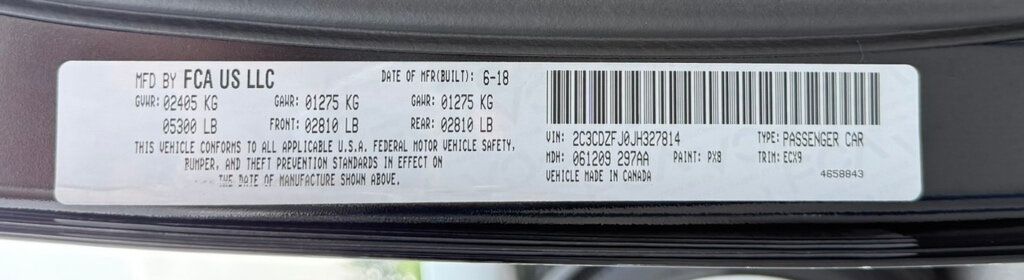 MFD BY FCA US LLC DATE OF MFR(BUILT): 6-18
GVWR: 02405 KG GAWR: 01275 KG GAWR: 01275 KG
05300 LB FRONT: 02810 LB REAR: 02810 LB
THIS VEHICLE CONFORMS TO ALL APPLICABLE U.S.A. FEDERAL MOTOR VEHICLE SAFETY,
BUMPER, AND THEFT PREVENTION STANDARDS IN EFFECT ON
THE DATE OF MANUFACTURE SHOWN ABOVE.
VIN: 2C3CDZFJ0JH327814 TYPE: PASSENGER CAR
MDH: 061209 297AA PAINT: PX8 TRIM: ECX9
VEHICLE MADE IN CANADA 4658843